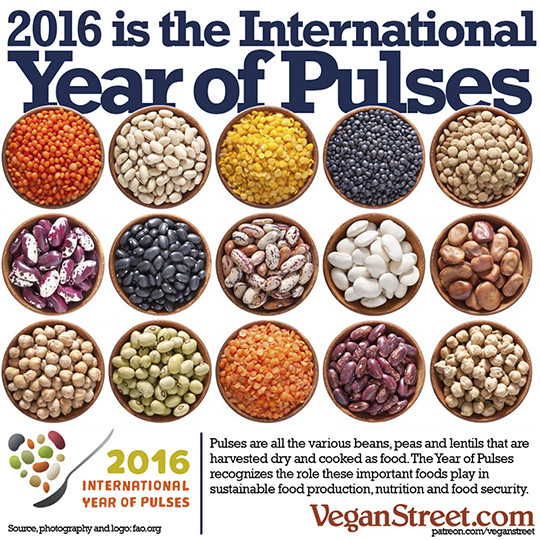 2016 is the International
Year of Pulses
2016
INTERNATIONAL
YEAR OF PULSES
Source, photography and logo: fao.org
Pulses are all the various beans, peas and lentils that are
harvested dry and cooked as food. The Year of Pulses
recognizes the role these important foods play in
sustainable food production, nutrition and food security.
VeganStreet.com
patreon.com/veganstreet